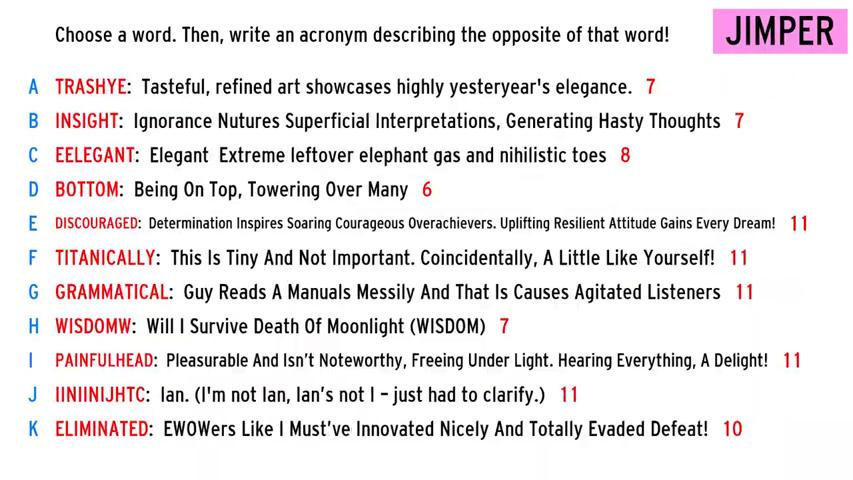 Choose a word. Then, write an acronym describing the opposite of that word!
JIMPER
A TRASHYE: Tasteful, refined art showcases highly yesteryear's elegance. 7
B INSIGHT: Ignorance Nutures Superficial Interpretations, Generating Hasty Thoughts 7
C EELEGANT: Elegant Extreme leftover elephant gas and nihilistic toes 8
D BOTTOM: Being On Top, Towering Over Many 6
E DISCOURAGED: Determination Inspires Soaring Courageous Overachievers. Uplifting Resilient Attitude Gains Every Dream! 11
F TITANICALLY: This Is Tiny And Not Important. Coincidentally, A Little Like Yourself! 11
G GRAMMATICAL: Guy Reads A Manuals Messily And That Is Causes Agitated Listeners 11
H WISDOMW: Will I Survive Death Of Moonlight (WISDOM) 7
I PAINFULHEAD: Pleasurable And Isn't Noteworthy, Freeing Under Light. Hearing Everything, A Delight! 11
J IINIINIJHTC: Ian. (I'm not Ian, Ian's not I – just had to clarify.) 11
K ELIMINATED: EWOWers Like I Must've Innovated Nicely And Totally Evaded Defeat! 10